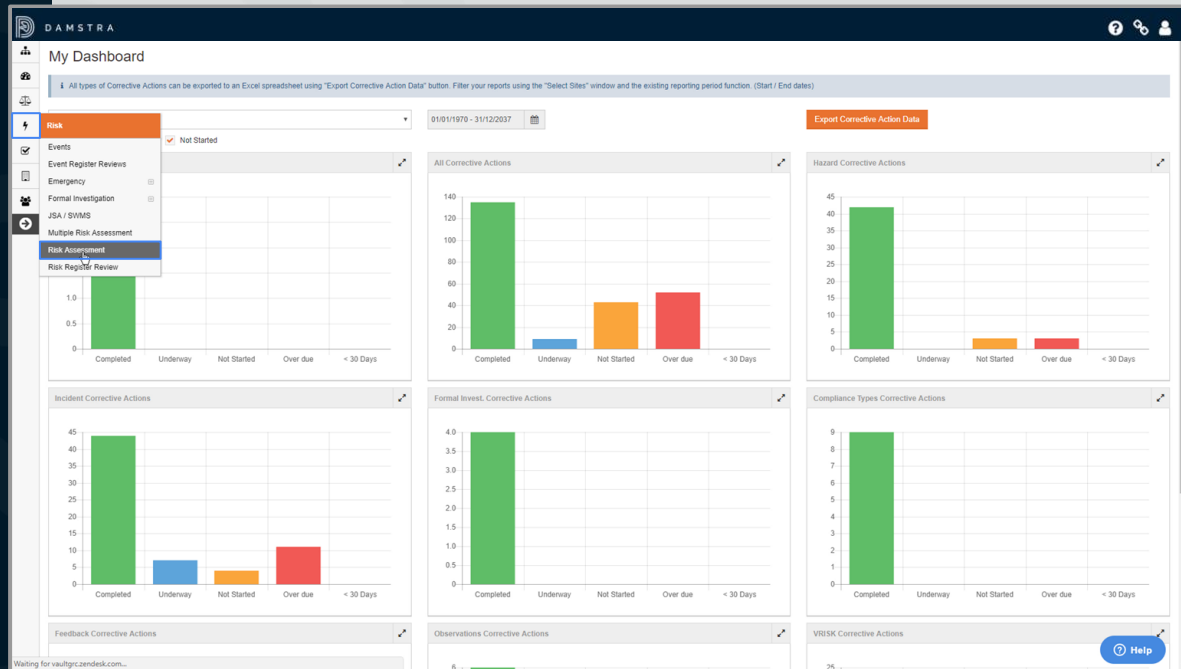 DAMSTRA
My Dashboard
i All types of Corrective Actions can be exported to an Excel spreadsheet using "Export Corrective Action Data" button. Filter your reports using the "Select Sites" window and the existing reporting period function. (Start / End dates)
01/01/1970 - 31/12/2037
Export Corrective Action Data
Risk
Not Started
Events
Event Register Reviews
Emergency
Formal Investigation
JSA / SWMS
Multiple Risk Assessment
Risk Assessment
Risk Register Review
1.0
0.5
0
Completed Underway Not Started Over due < 30 Days
All Corrective Actions
140
120
100
80
60
40
20
0
Completed Underway Not Started Over due < 30 Days
Hazard Corrective Actions
45
40
35
30
25
20
15
10
5
0
Completed Underway Not Started Over due < 30 Days
Incident Corrective Actions
45
40
35
30
25
20
15
10
5
0
Completed Underway Not Started Over due < 30 Days
Formal Invest. Corrective Actions
4.0
3.5
3.0
2.5
2.0
1.5
1.0
0.5
0
Completed Underway Not Started Over due < 30 Days
Compliance Types Corrective Actions
9
8
7
6
5
4
3
2
1
0
Completed Underway Not Started Over due < 30 Days
Feedback Corrective Actions
Observations Corrective Actions
6
VRISK Corrective Actions
25
Help
Waiting for vaultgrc.zendesk.com...